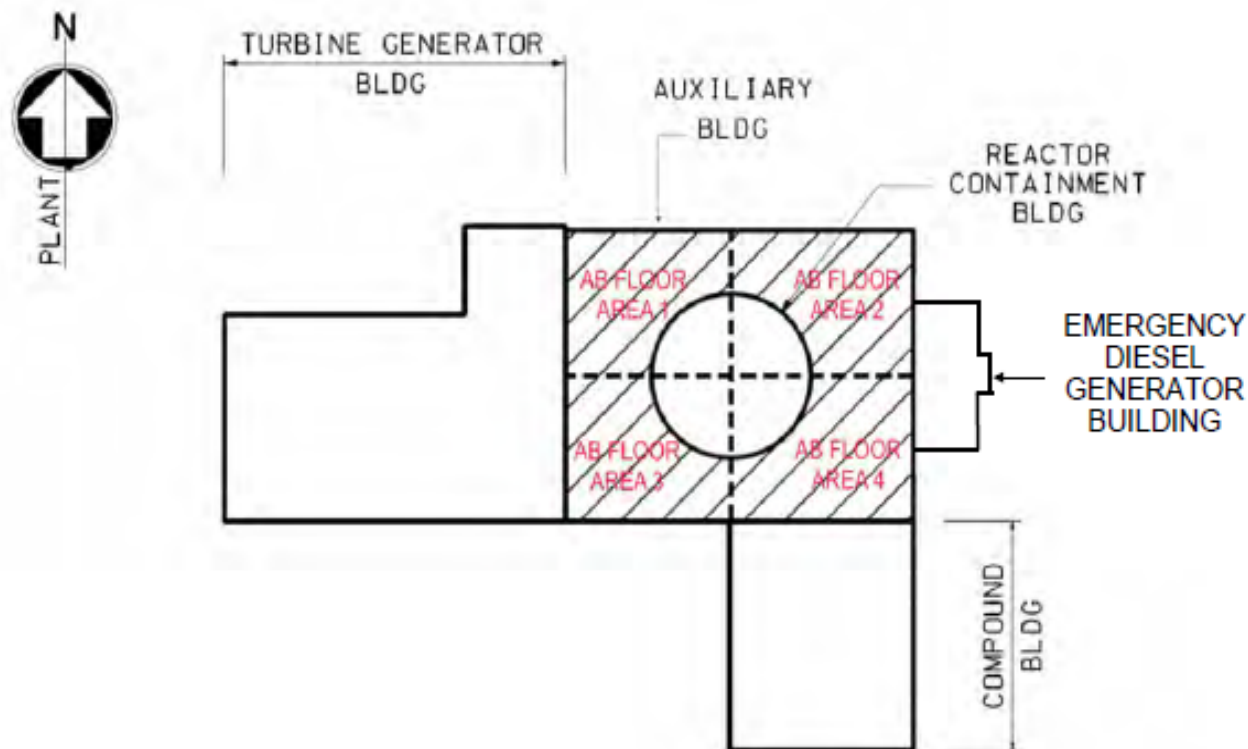 N
PLANT
TURBINE GENERATOR
BLDG
AUXILIARY
BLDG
REACTOR
CONTAINMENT
BLDG
AB FLOOR
AREA 1
AB FLOOR
AREA 2
EMERGENCY
DIESEL
GENERATOR
BUILDING
AB FLOOR
AREA 3
AB FLOOR
AREA 4
COMPOUND
BLDG